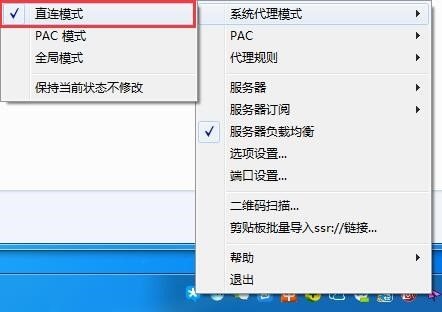 直连模式
PAC 模式
全局模式
保持当前状态不修改
系统代理模式
PAC
代理规则
服务器
服务器订阅
服务器负载均衡
选项设置...
端口设置...
二维码扫描...
剪贴板批量导入ssr://链接...
帮助
退出